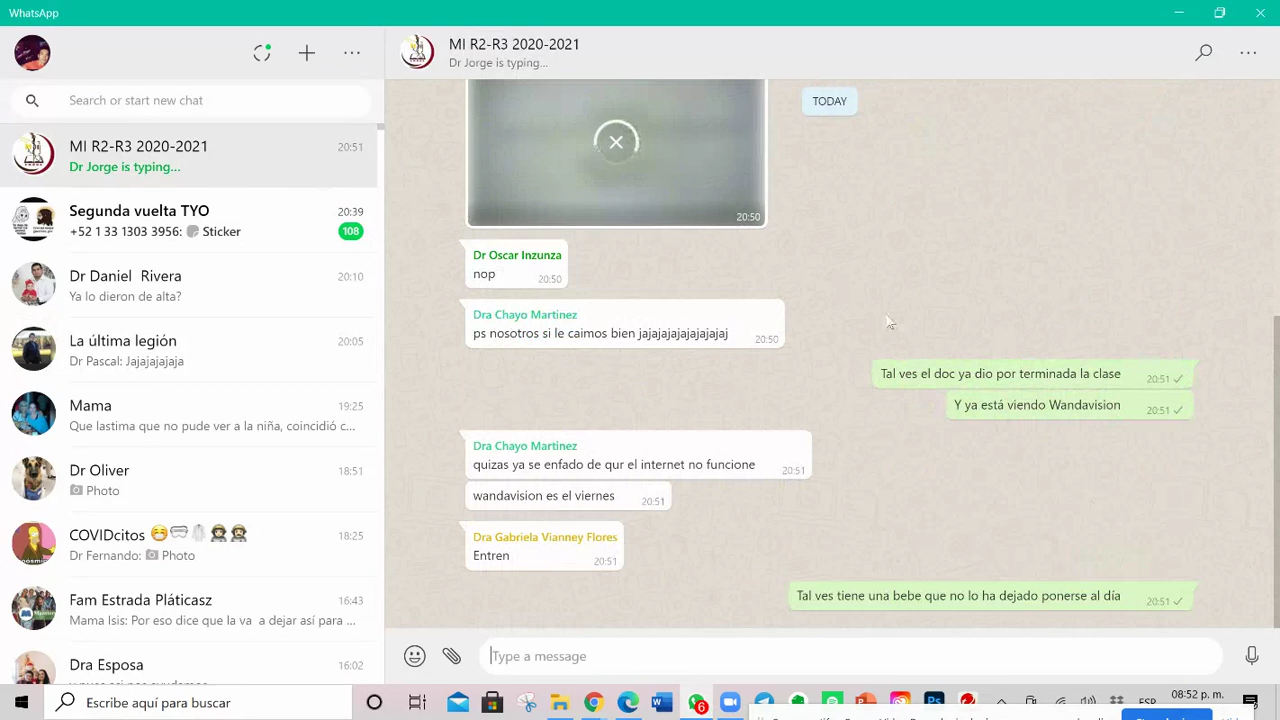 WhatsApp
MI R2-R3 2020-2021
Dr Jorge is typing...
Search or start new chat
MI R2-R3 2020-2021 20:51
Dr Jorge is typing...
Segunda vuelta TYO 20:39
+52 1 33 1303 3956: Sticker 108
Dr Daniel Rivera 20:10
Ya lo dieron de alta?
La última legión 20:05
Dr Pascal: Jajajajajaja
Mama 19:25
Que lastima que no pude ver a la niña, coincidió c...
Dr Oliver 18:51
Photo
COVIDcitos 18:25
Dr Fernando: Photo
Fam Estrada Pláticasz 16:43
Mama Isis: Por eso dice que la va a dejar así para ...
Dra Esposa 16:02
TODAY
20:50
Dr Oscar Inzunza
nop 20:50
Dra Chayo Martinez
ps nosotros si le caimos bien jajajajajajajajaj 20:50
Tal ves el doc ya dio por terminada la clase 20:51
Y ya está viendo Wandavision 20:51
Dra Chayo Martinez
quizas ya se enfado de qur el internet no funcione 20:51
wandavision es el viernes 20:51
Dra Gabriela Vianney Flores
Entren 20:51
Tal ves tiene una bebe que no lo ha dejado ponerse al día 20:51
Type a message
Escribe aquí para buscar
6
ESP
08:52 p. m.